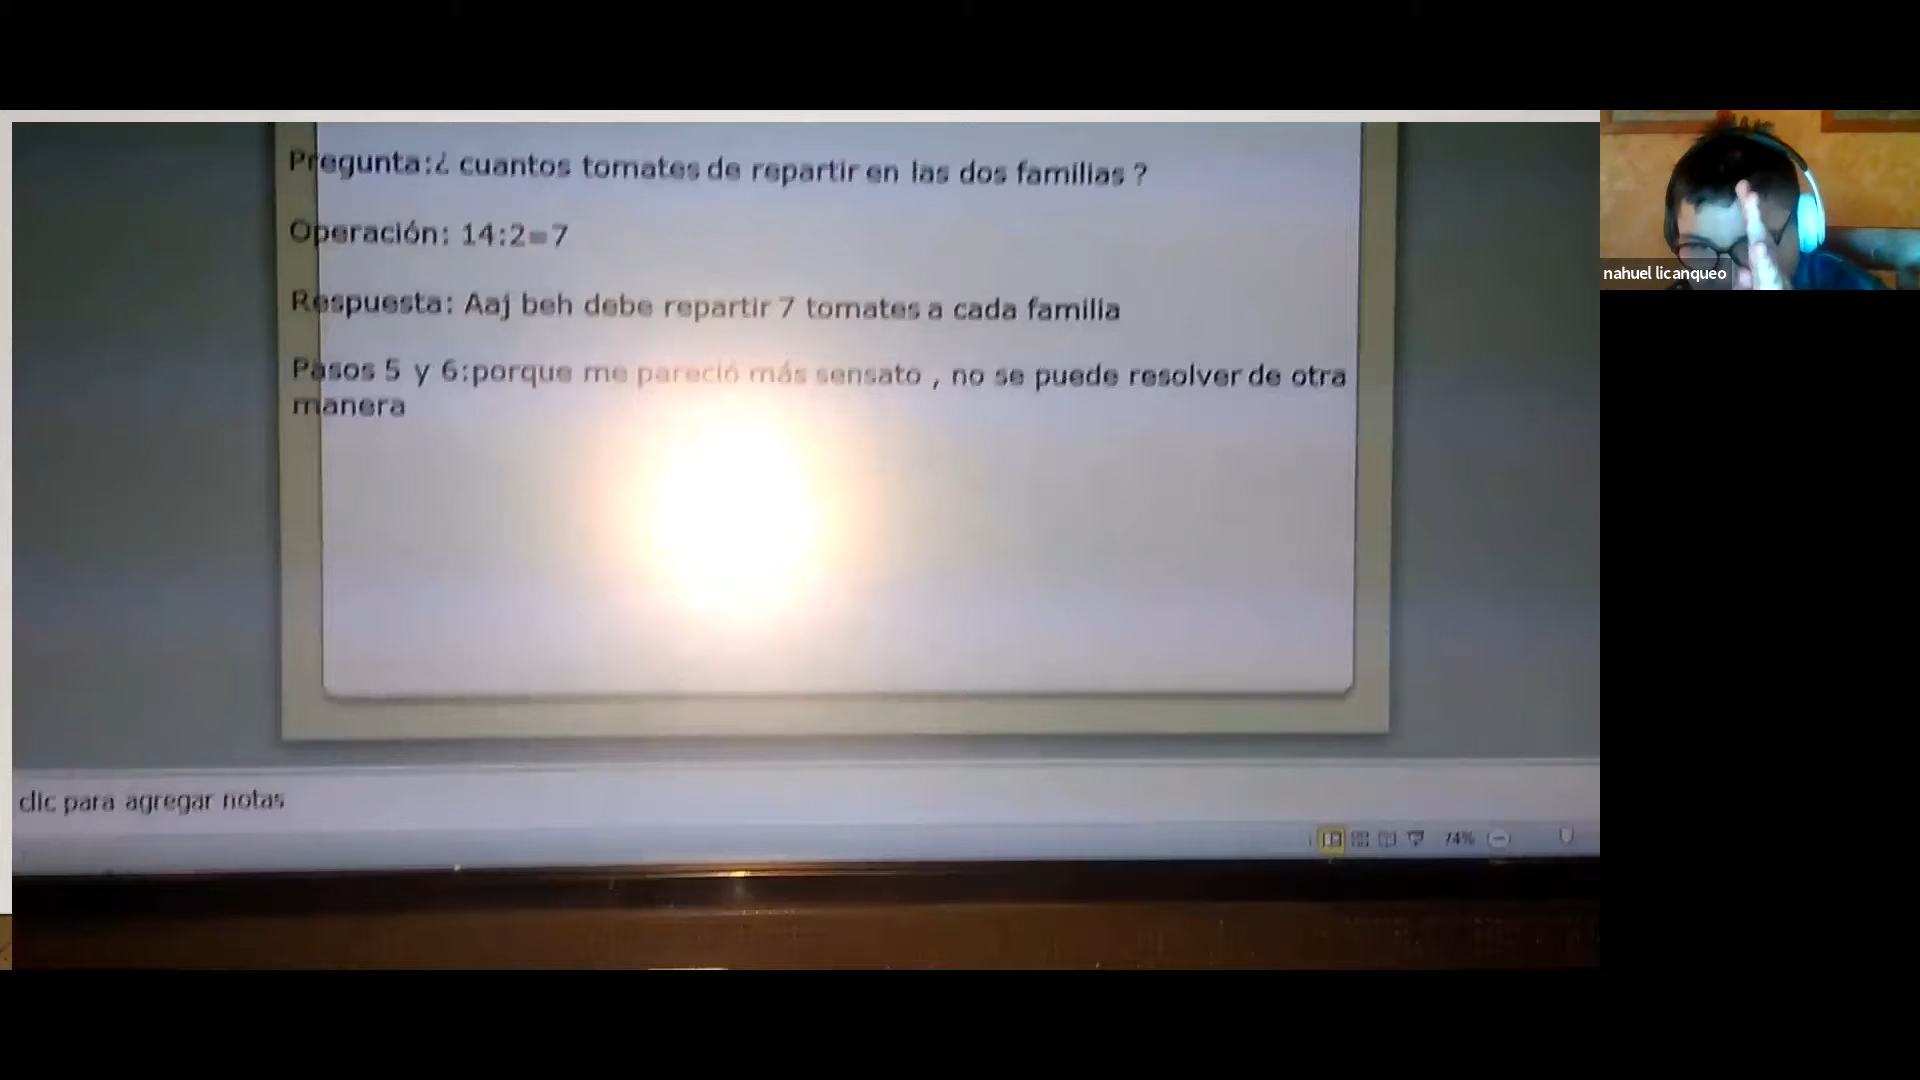 Pregunta:¿ cuantos tomates de repartir en las dos familias ?
nahuel licanqueo
Operación: 14:2=7
Respuesta: Aaj beh debe repartir 7 tomates a cada familia
Pasos 5 y 6:porque me pareció más sensato , no se puede resolver de otra
manera
clic para agregar notas
74%